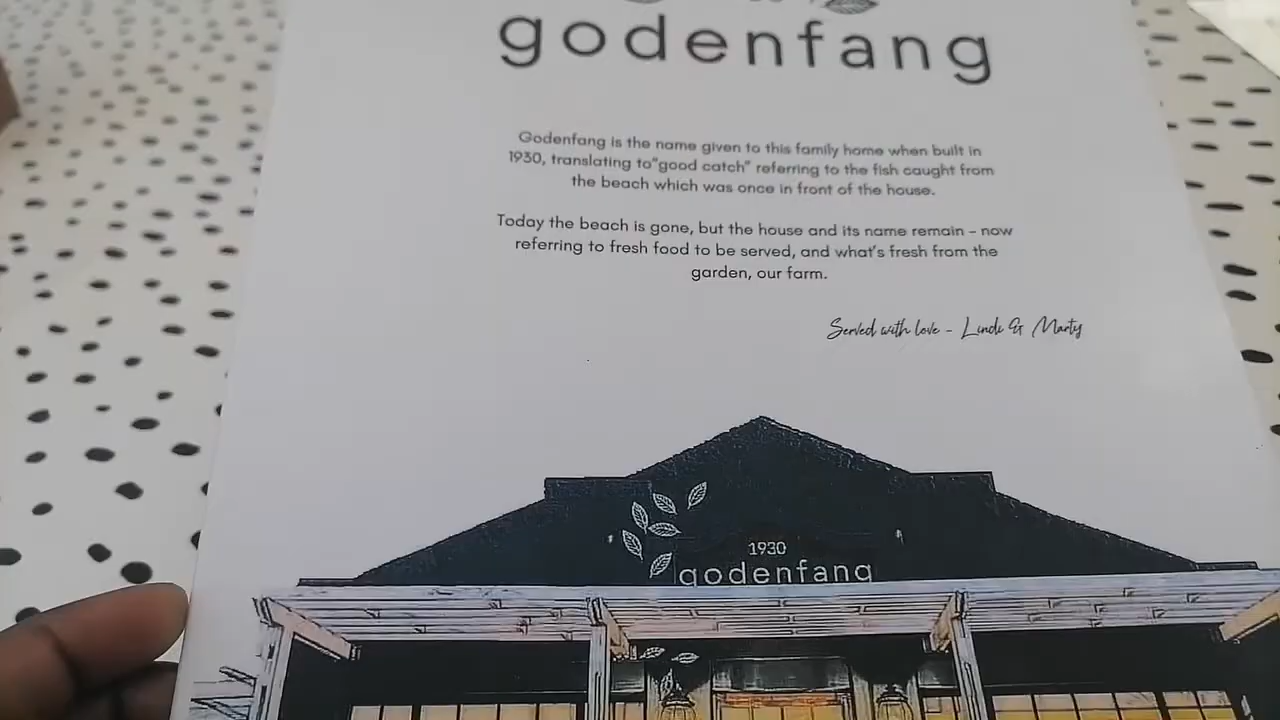 godenfang
Godenfang is the name given to this family home when built in
1930, translating to"good catch" referring to the fish caught from
the beach which was once in front of the house.
Today the beach is gone, but the house and its name remain – now
referring to fresh food to be served, and what's fresh from the
garden, our farm.
Served with love - Linds & Marty
1930
godenfang